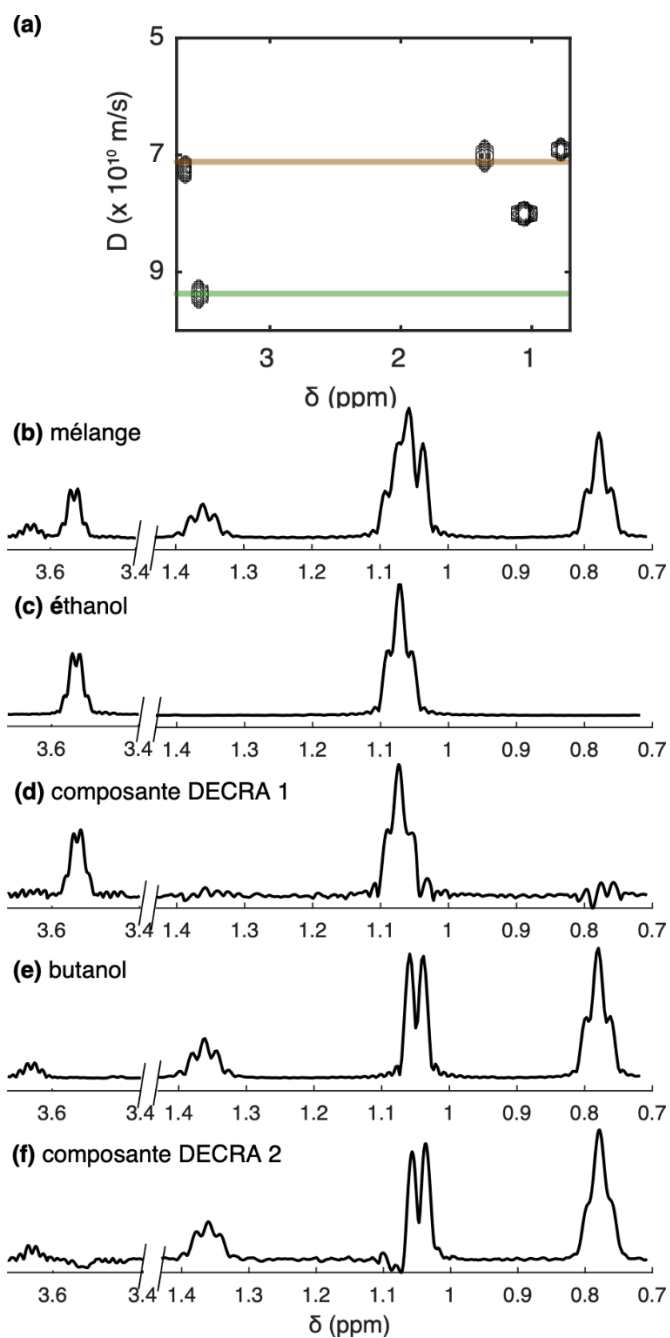 (a)
5
7
9
D (x 10¹⁰ m/s)
3 2 1
δ (ppm)
(b) mélange
3.6 3.4 1.4 1.3 1.2 1.1 1 0.9 0.8 0.7
(c) éthanol
3.6 3.4 1.4 1.3 1.2 1.1 1 0.9 0.8 0.7
(d) composante DECRA 1
3.6 3.4 1.4 1.3 1.2 1.1 1 0.9 0.8 0.7
(e) butanol
3.6 3.4 1.4 1.3 1.2 1.1 1 0.9 0.8 0.7
(f) composante DECRA 2
3.6 3.4 1.4 1.3 1.2 1.1 1 0.9 0.8 0.7
δ (ppm)